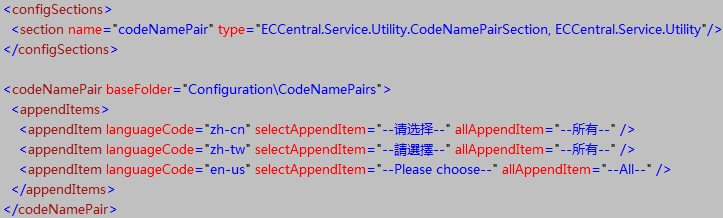 <configSections>
<section name="codeNamePair" type="ECCentral.Service.Utility.CodeNamePairSection, ECCentral.Service.Utility"/>
</configSections>
<codeNamePair baseFolder="Configuration\CodeNamePairs">
<appendItems>
<appendItem languageCode="zh-cn" selectAppendItem="--请选择--" allAppendItem="--所有--" />
<appendItem languageCode="zh-tw" selectAppendItem="--請選擇--" allAppendItem="--所有--" />
<appendItem languageCode="en-us" selectAppendItem="--Please choose--" allAppendItem="--All--" />
</appendItems>
</codeNamePair>